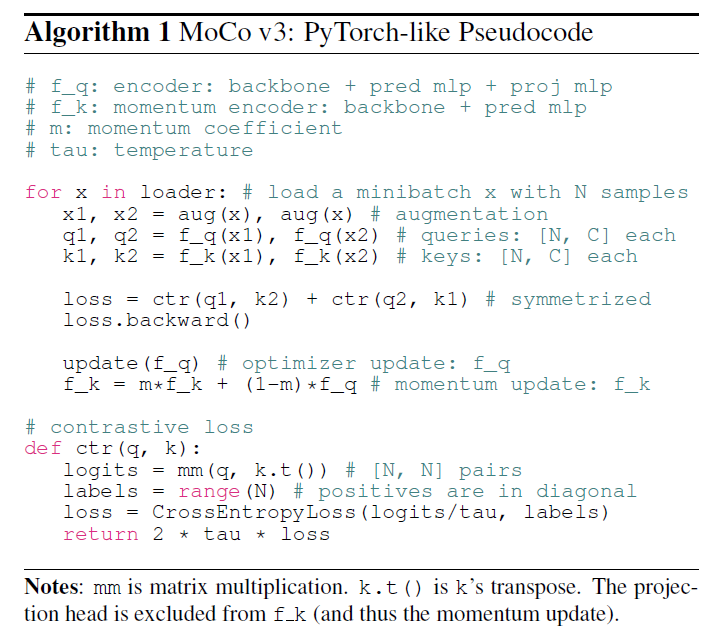 Algorithm 1 MoCo v3: PyTorch-like Pseudocode
# f_q: encoder: backbone + pred mlp + proj mlp
# f_k: momentum encoder: backbone + pred mlp
# m: momentum coefficient
# tau: temperature
for x in loader: # load a minibatch x with N samples
x1, x2 = aug(x), aug(x) # augmentation
q1, q2 = f_q(x1), f_q(x2) # queries: [N, C] each
k1, k2 = f_k(x1), f_k(x2) # keys: [N, C] each
loss = ctr(q1, k2) + ctr(q2, k1) # symmetrized
loss.backward()
update(f_q) # optimizer update: f_q
f_k = m*f_k + (1-m)*f_q # momentum update: f_k
# contrastive loss
def ctr(q, k):
logits = mm(q, k.t()) # [N, N] pairs
labels = range(N) # positives are in diagonal
loss = CrossEntropyLoss(logits/tau, labels)
return 2 * tau * loss
Notes: mm is matrix multiplication. k.t() is k's transpose. The projec-
tion head is excluded from f_k (and thus the momentum update).